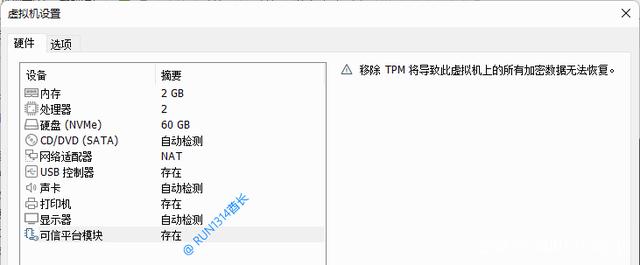 虚拟机设置
硬件 选项
设备 摘要
内存 2 GB
处理器 2
硬盘 (NVMe) 60 GB
CD/DVD (SATA) 自动检测
网络适配器 NAT
USB 控制器 存在
声卡 自动检测
打印机 存在
显示器 自动检测
可信平台模块 存在
移除 TPM 将导致此虚拟机上的所有加密数据无法恢复。
@ RUN1314酋长